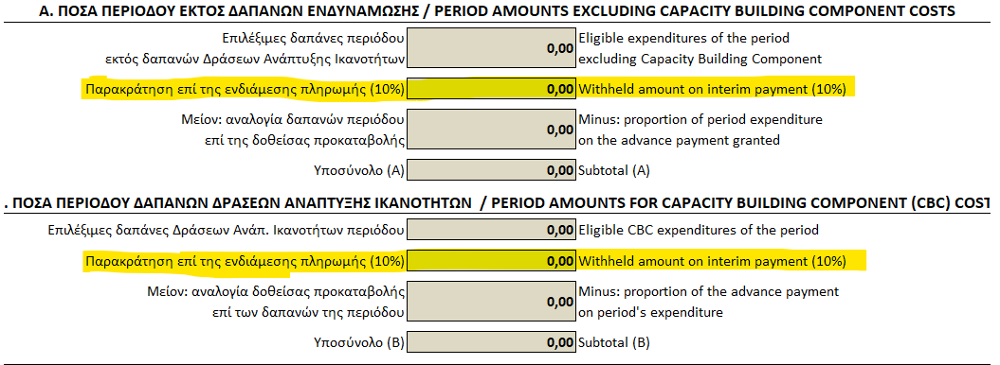 Α. ΠΟΣΑ ΠΕΡΙΟΔΟΥ ΕΚΤΟΣ ΔΑΠΑΝΩΝ ΕΝΔΥΝΑΜΩΣΗΣ / PERIOD AMOUNTS EXCLUDING CAPACITY BUILDING COMPONENT COSTS
Επιλέξιμες δαπάνες περιόδου
εκτός δαπανών Δράσεων Ανάπτυξης Ικανοτήτων
0,00
Eligible expenditures of the period
excluding Capacity Building Component
Παρακράτηση επί της ενδιάμεσης πληρωμής (10%) 0,00 Withheld amount on interim payment (10%)
Μείον: αναλογία δαπανών περιόδου
επί της δοθείσας προκαταβολής
0,00
Minus: proportion of period expenditure
on the advance payment granted
Υποσύνολο (Α) 0,00 Subtotal (A)
. ΠΟΣΑ ΠΕΡΙΟΔΟΥ ΔΑΠΑΝΩΝ ΔΡΑΣΕΩΝ ΑΝΑΠΤΥΞΗΣ ΙΚΑΝΟΤΗΤΩΝ / PERIOD AMOUNTS FOR CAPACITY BUILDING COMPONENT (CBC) COST
Επιλέξιμες δαπάνες Δράσεων Ανάπ. Ικανοτήτων περιόδου 0,00 Eligible CBC expenditures of the period
Παρακράτηση επί της ενδιάμεσης πληρωμής (10%) 0,00 Withheld amount on interim payment (10%)
Μείον: αναλογία δοθείσας προκαταβολής
επί των δαπανών της περιόδου
0,00
Minus: proportion of the advance payment
on period's expenditure
Υποσύνολο (Β) 0,00 Subtotal (B)